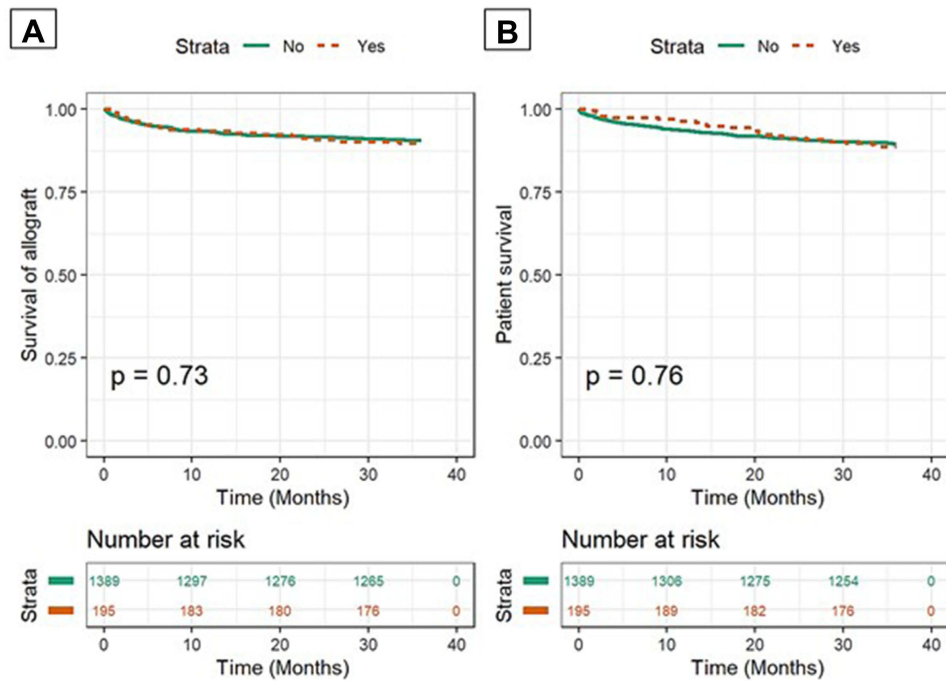 A
Strata No Yes
1.00
0.75
0.50
0.25
0.00
Survival of allograft
p = 0.73
0 10 20 30 40
Time (Months)
Number at risk
Strata
1389 1297 1276 1265 0
195 183 180 176 0
0 10 20 30 40
Time (Months)
B
Strata No Yes
1.00
0.75
0.50
0.25
0.00
Patient survival
p = 0.76
0 10 20 30 40
Time (Months)
Number at risk
Strata
1389 1306 1275 1254 0
195 189 182 176 0
0 10 20 30 40
Time (Months)